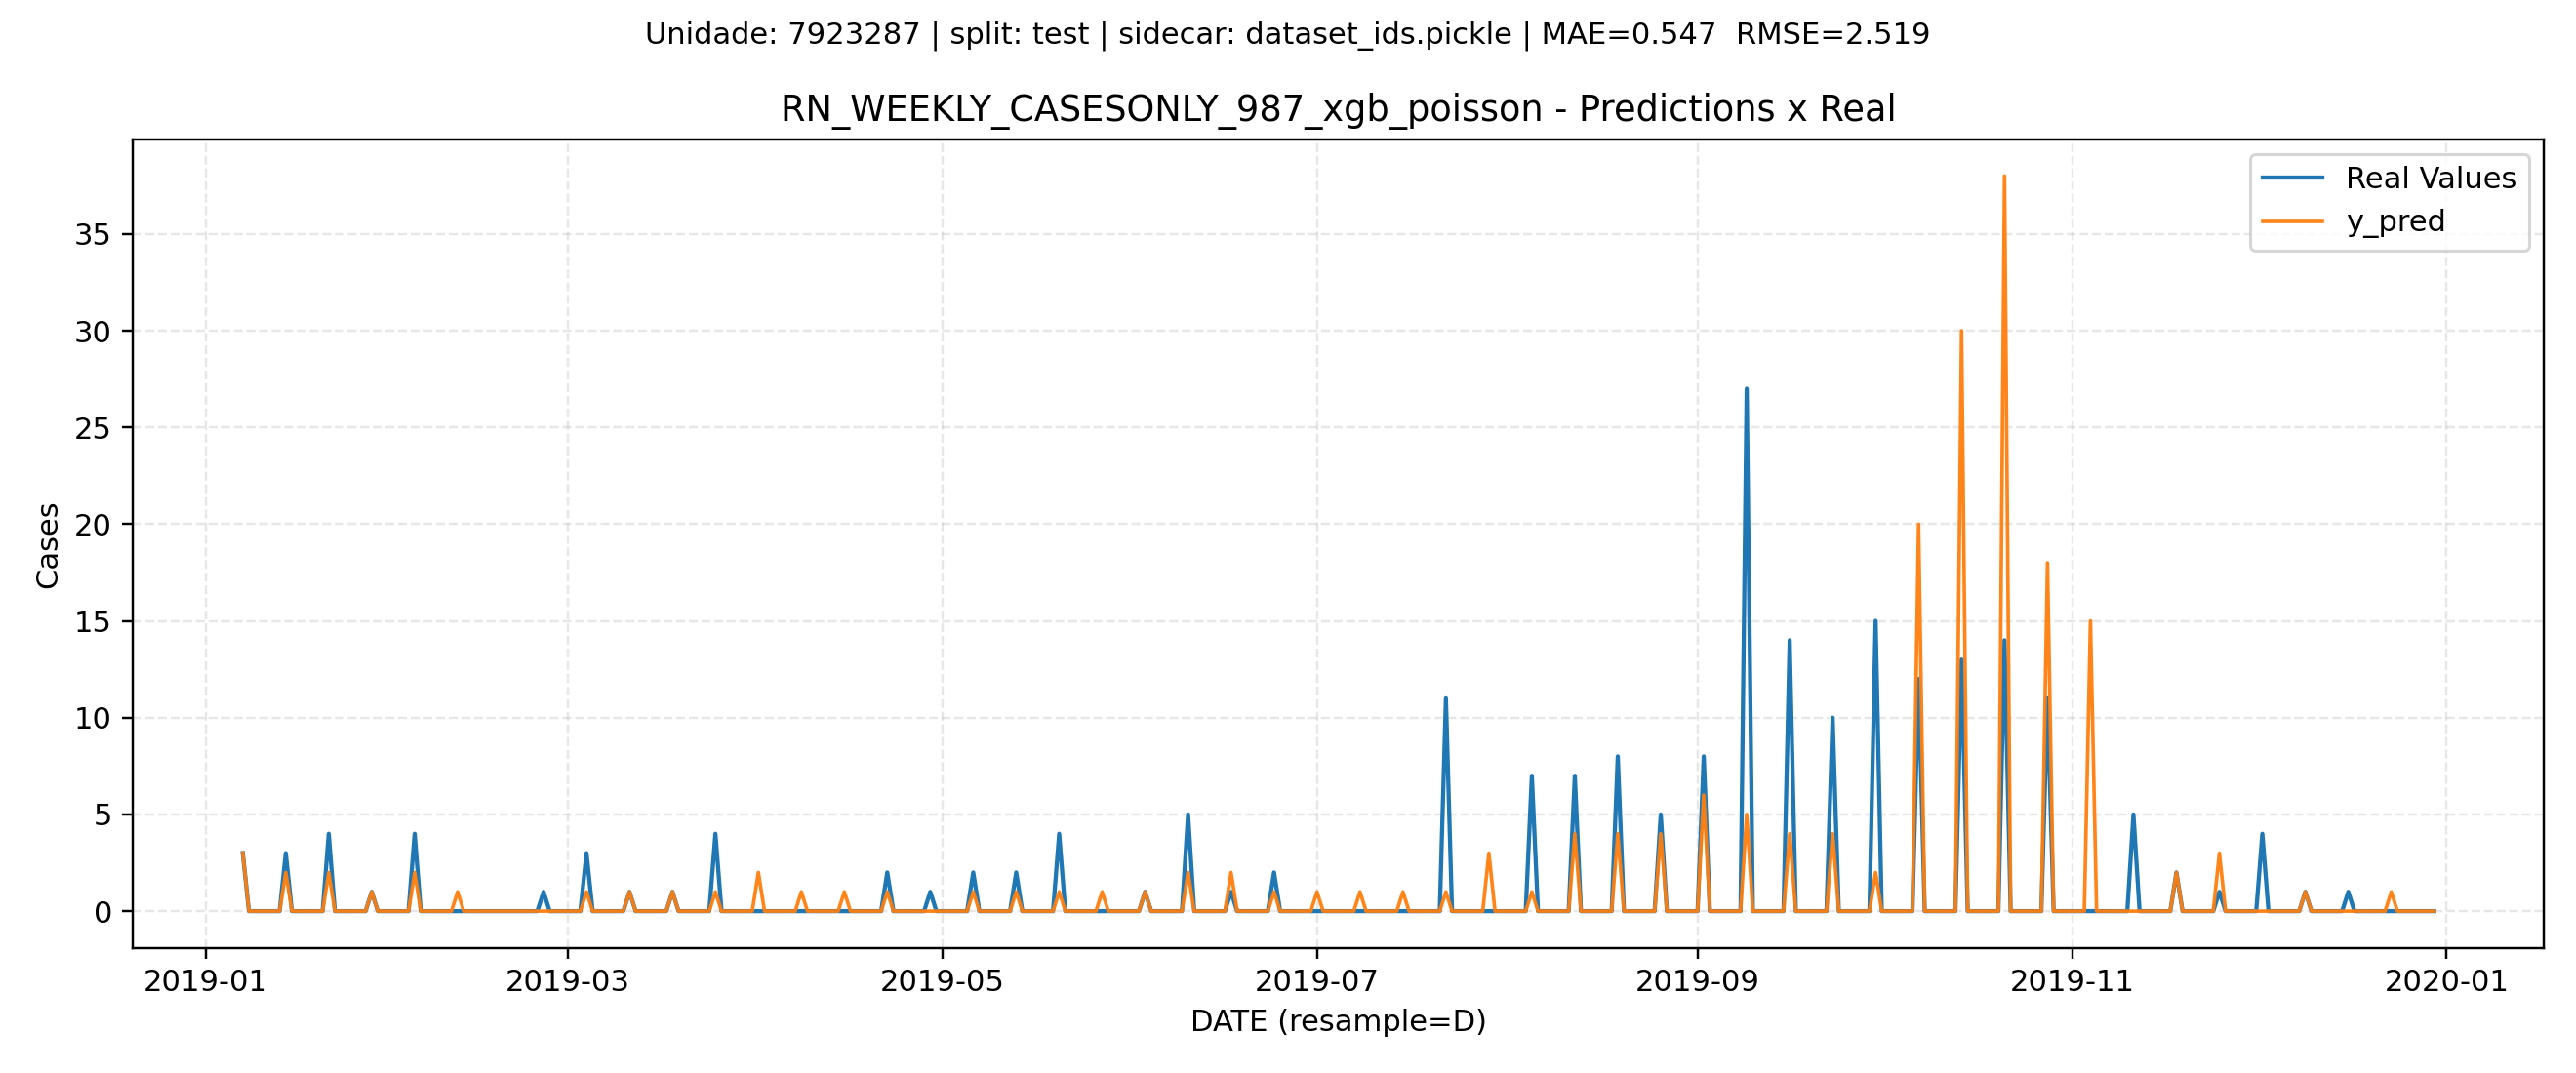 Unidade: 7923287 | split: test | sidecar: dataset_ids.pickle | MAE=0.547  RMSE=2.519
RN_WEEKLY_CASESONLY_987_xgb_poisson - Predictions x Real
Real Values
y_pred
35
30
25
20
15
10
5
0
Cases
2019-01
2019-03
2019-05
2019-07
2019-09
2019-11
2020-01
DATE (resample=D)